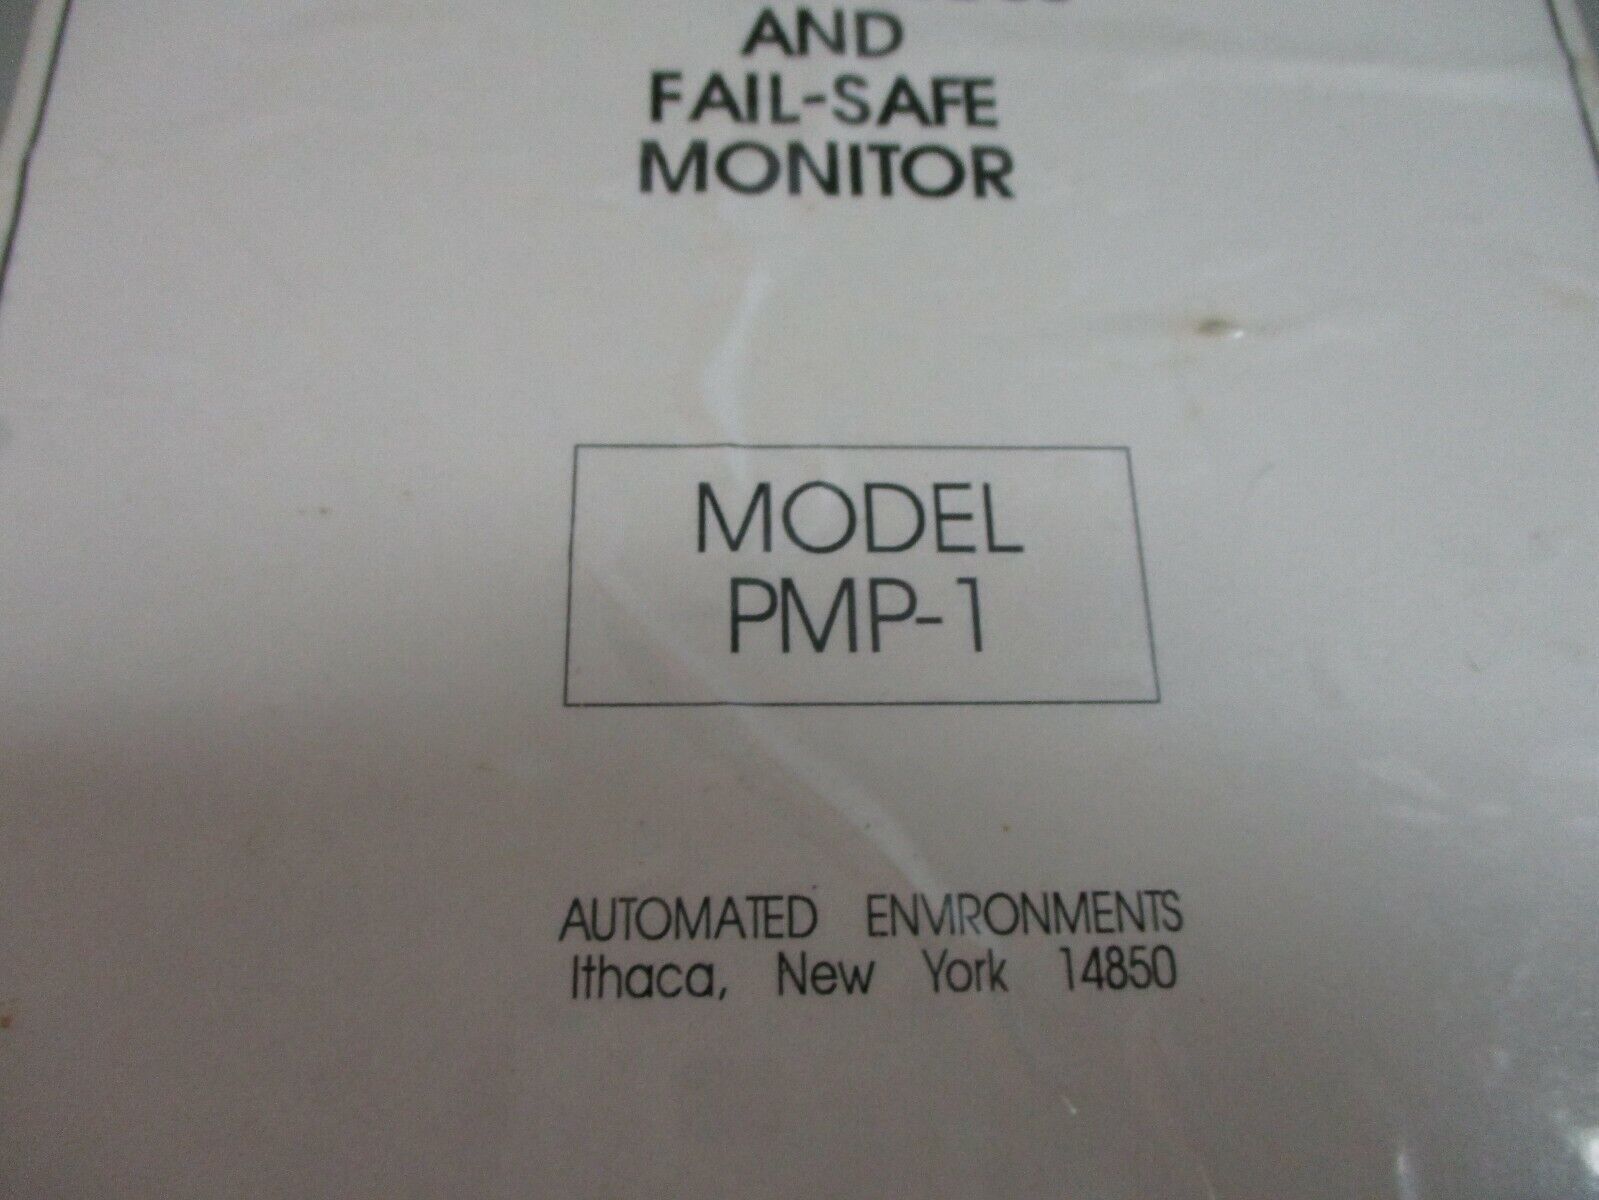 AND
FAIL-SAFE
MONITOR
MODEL
PMP-1
AUTOMATED ENVIRONMENTS
Ithaca, New York 14850